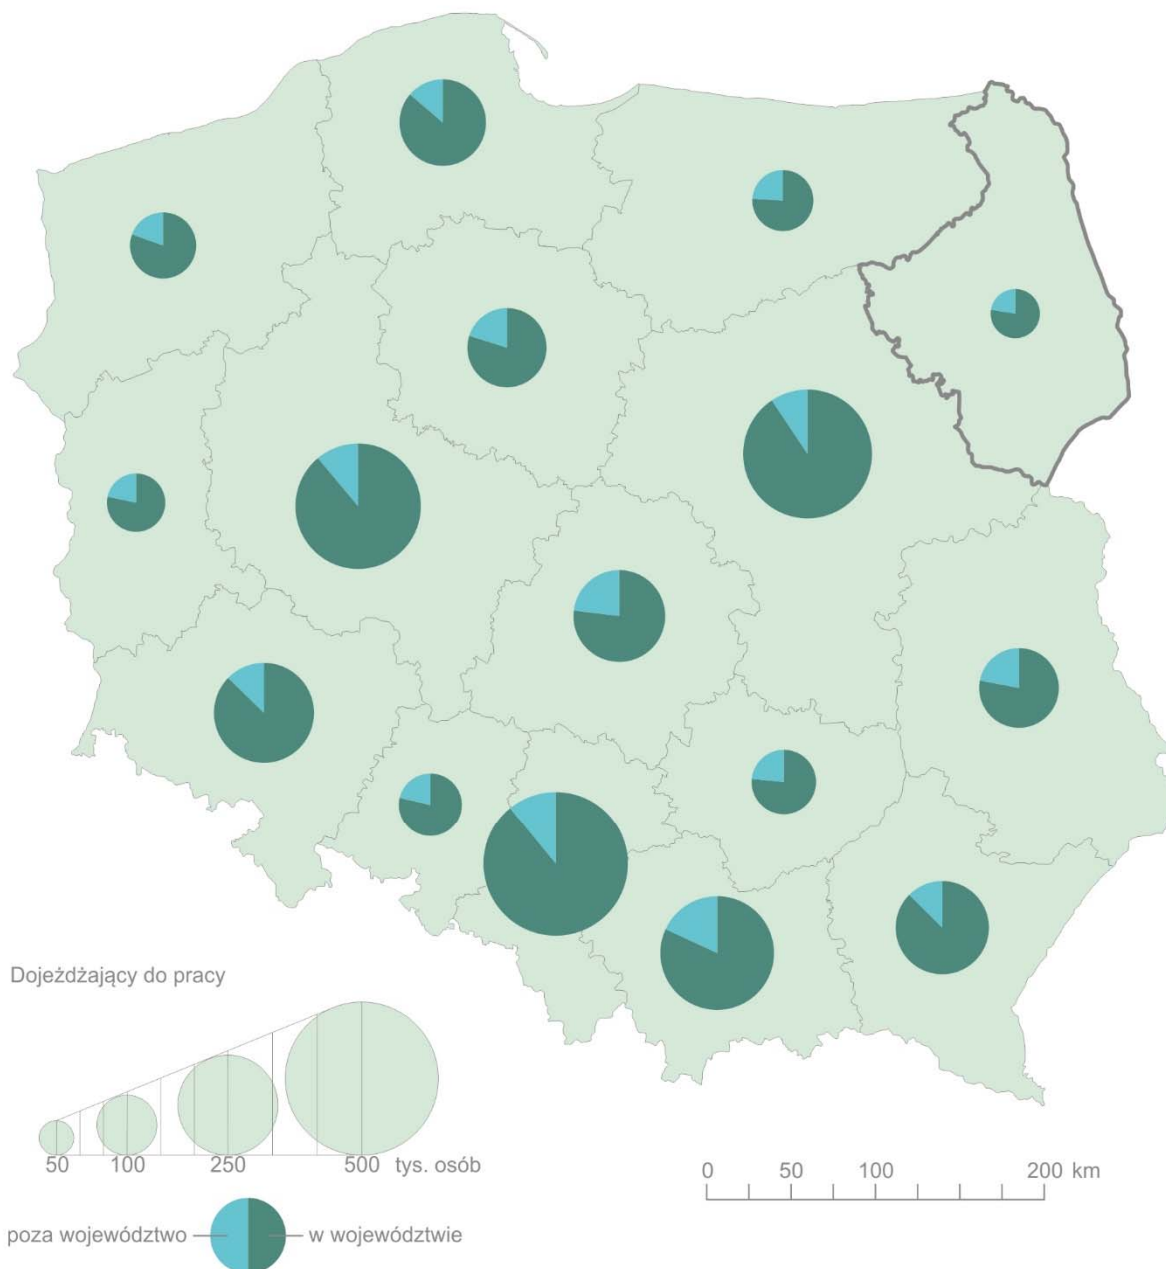 Dojeżdżający do pracy
50 100 250 500 tys. osób
0 50 100 200 km
poza województwo w województwie